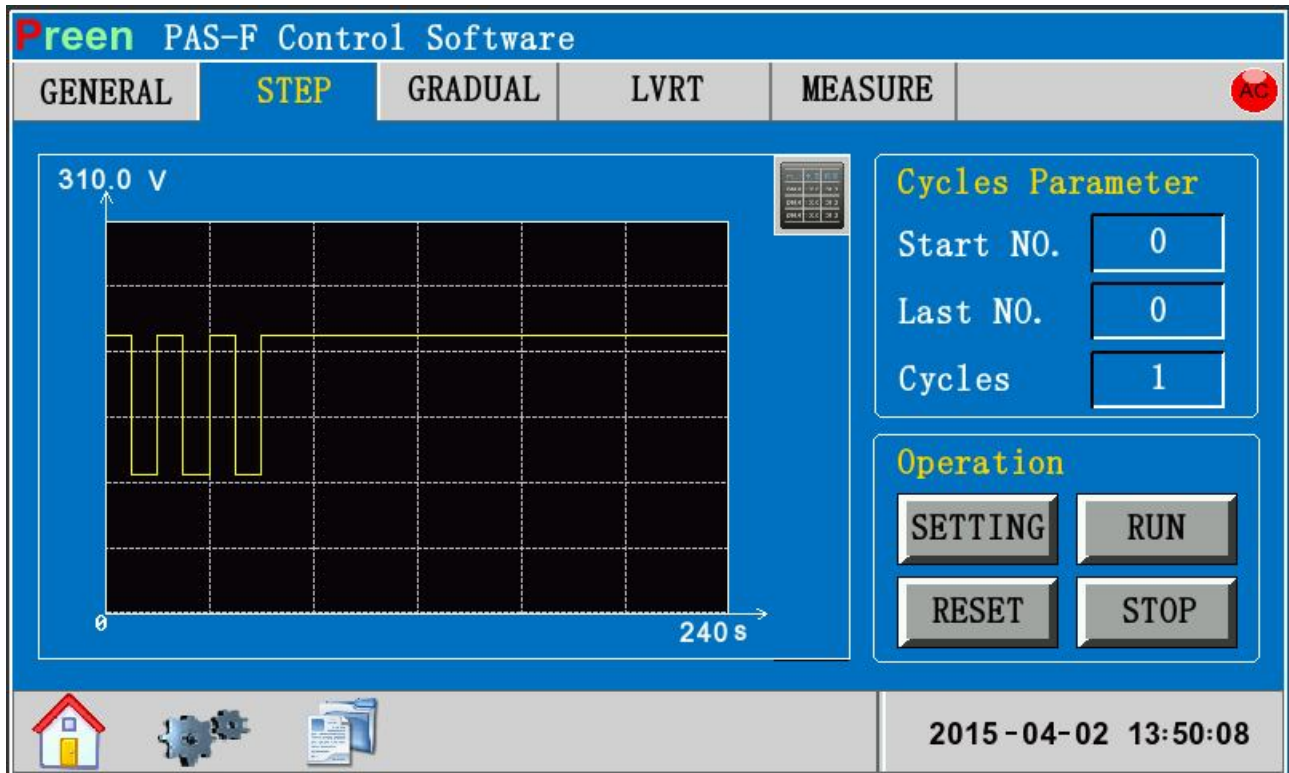 Preen PAS-F Control Software
GENERAL STEP GRADUAL LVRT MEASURE AC
310.0 V
0
240 s
Cycles Parameter
Start NO. 0
Last NO. 0
Cycles 1
Operation
SETTING RUN
RESET STOP
2015-04-02 13:50:08